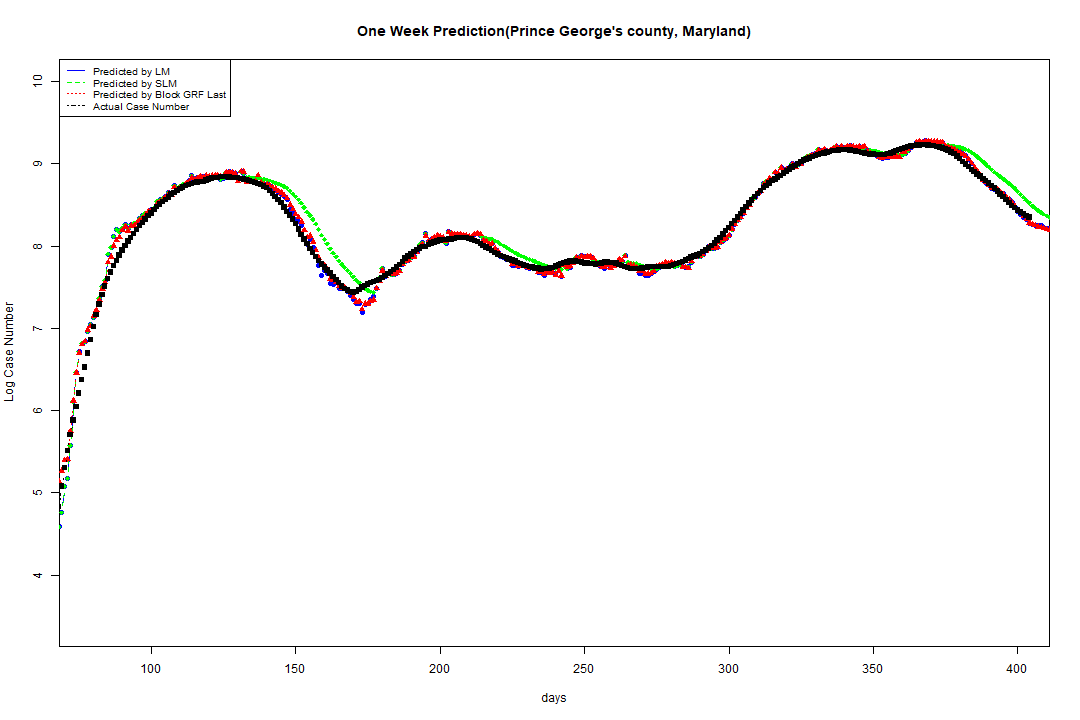 One Week Prediction(Prince George's county, Maryland)
Predicted by LM
Predicted by SLM
Predicted by Block GRF Last
Actual Case Number
10
9
8
7
6
5
4
Log Case Number
100 150 200 250 300 350 400
days